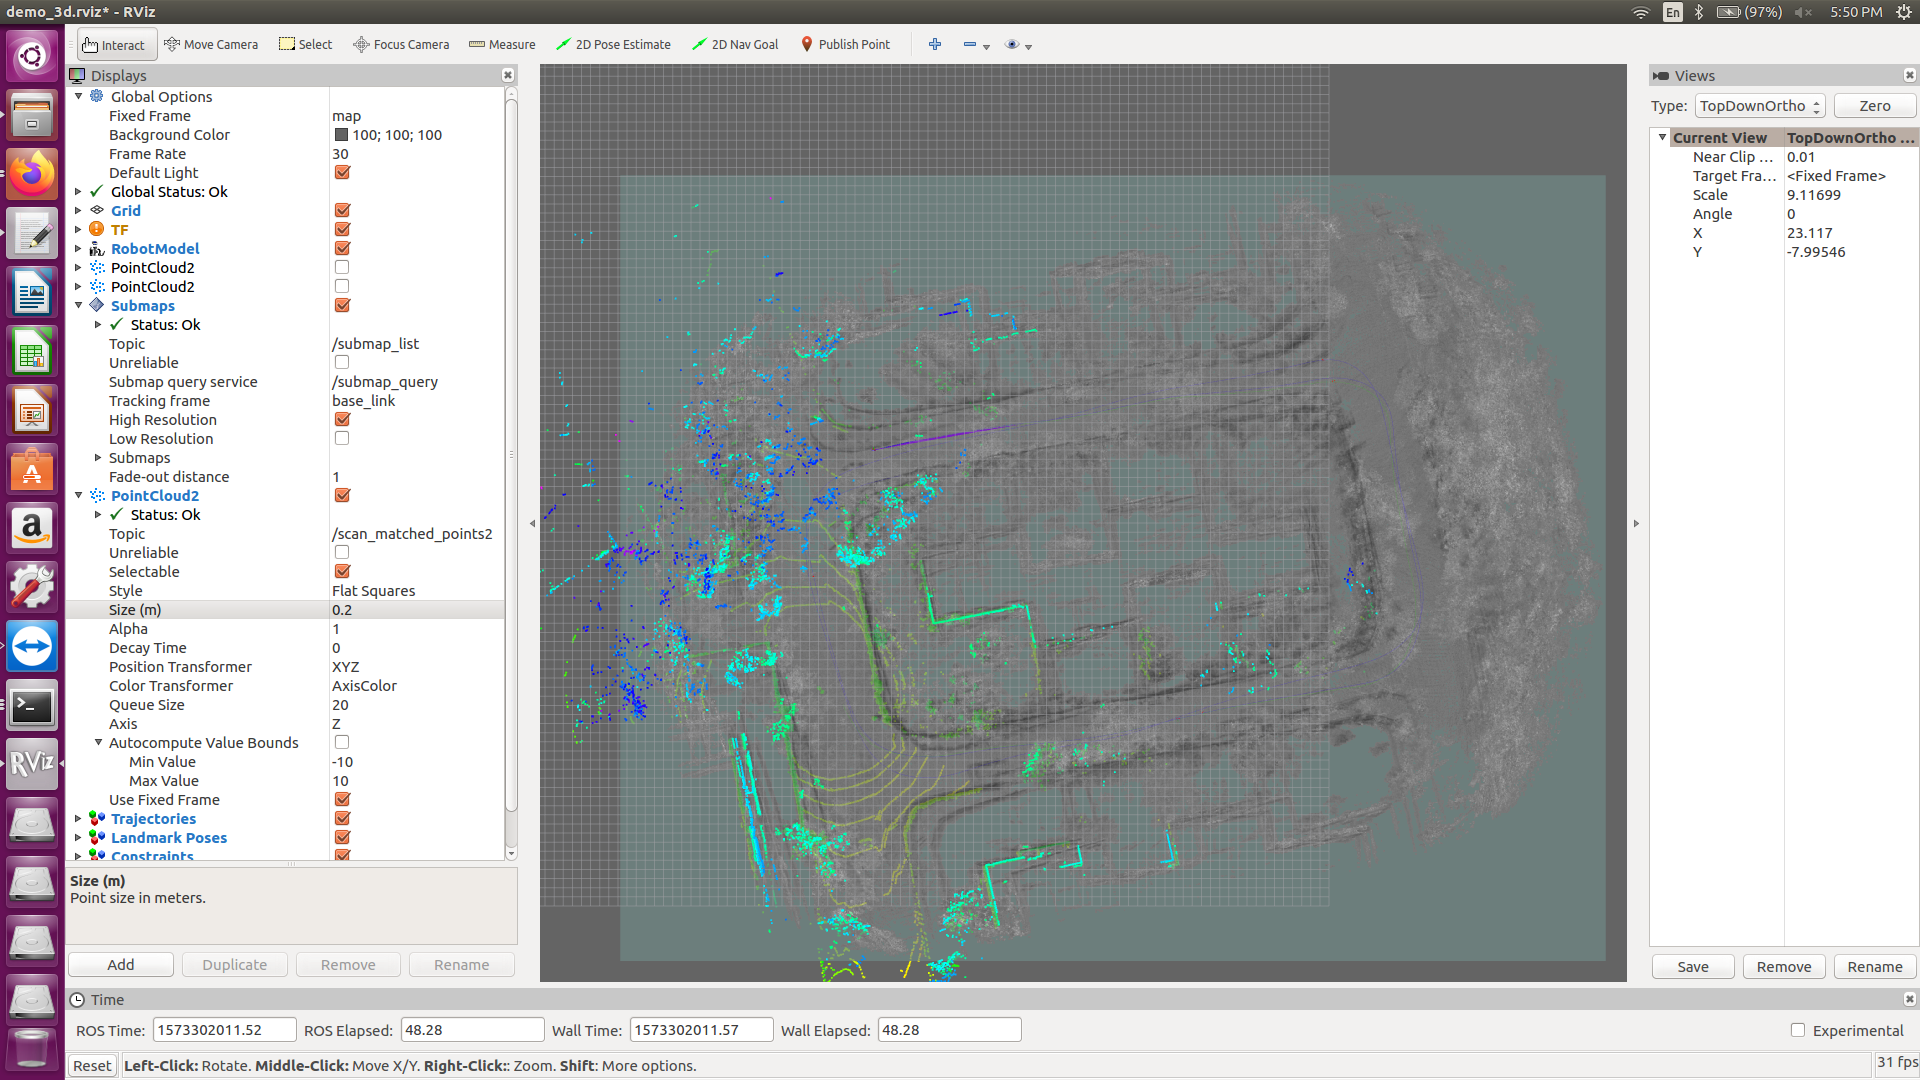 demo_3d.rviz* - RViz
En
(97%)
5:50 PM
Interact
Move Camera
Select
Focus Camera
Measure
2D Pose Estimate
2D Nav Goal
Publish Point
Displays
Global Options
Fixed Frame map
Background Color 100; 100; 100
Frame Rate 30
Default Light
Global Status: Ok
Grid
TF
RobotModel
PointCloud2
PointCloud2
Submaps
Status: Ok
Topic /submap_list
Unreliable
Submap query service /submap_query
Tracking frame base_link
High Resolution
Low Resolution
Submaps
Fade-out distance 1
PointCloud2
Status: Ok
Topic /scan_matched_points2
Unreliable
Selectable
Style Flat Squares
Size (m) 0.2
Alpha 1
Decay Time 0
Position Transformer XYZ
Color Transformer AxisColor
Queue Size 20
Axis Z
Autocompute Value Bounds
Min Value -10
Max Value 10
Use Fixed Frame
Trajectories
Landmark Poses
Constraints
Size (m)
Point size in meters.
Add Duplicate Remove Rename
Views
Type: TopDownOrtho Zero
Current View TopDownOrtho ...
Near Clip ... 0.01
Target Fra... <Fixed Frame>
Scale 9.11699
Angle 0
X 23.117
Y -7.99546
Save Remove Rename
Time
ROS Time: 1573302011.52 ROS Elapsed: 48.28 Wall Time: 1573302011.57 Wall Elapsed: 48.28 Experimental
Reset Left-Click: Rotate. Middle-Click: Move X/Y. Right-Click:: Zoom. Shift: More options. 31 fps
RViz